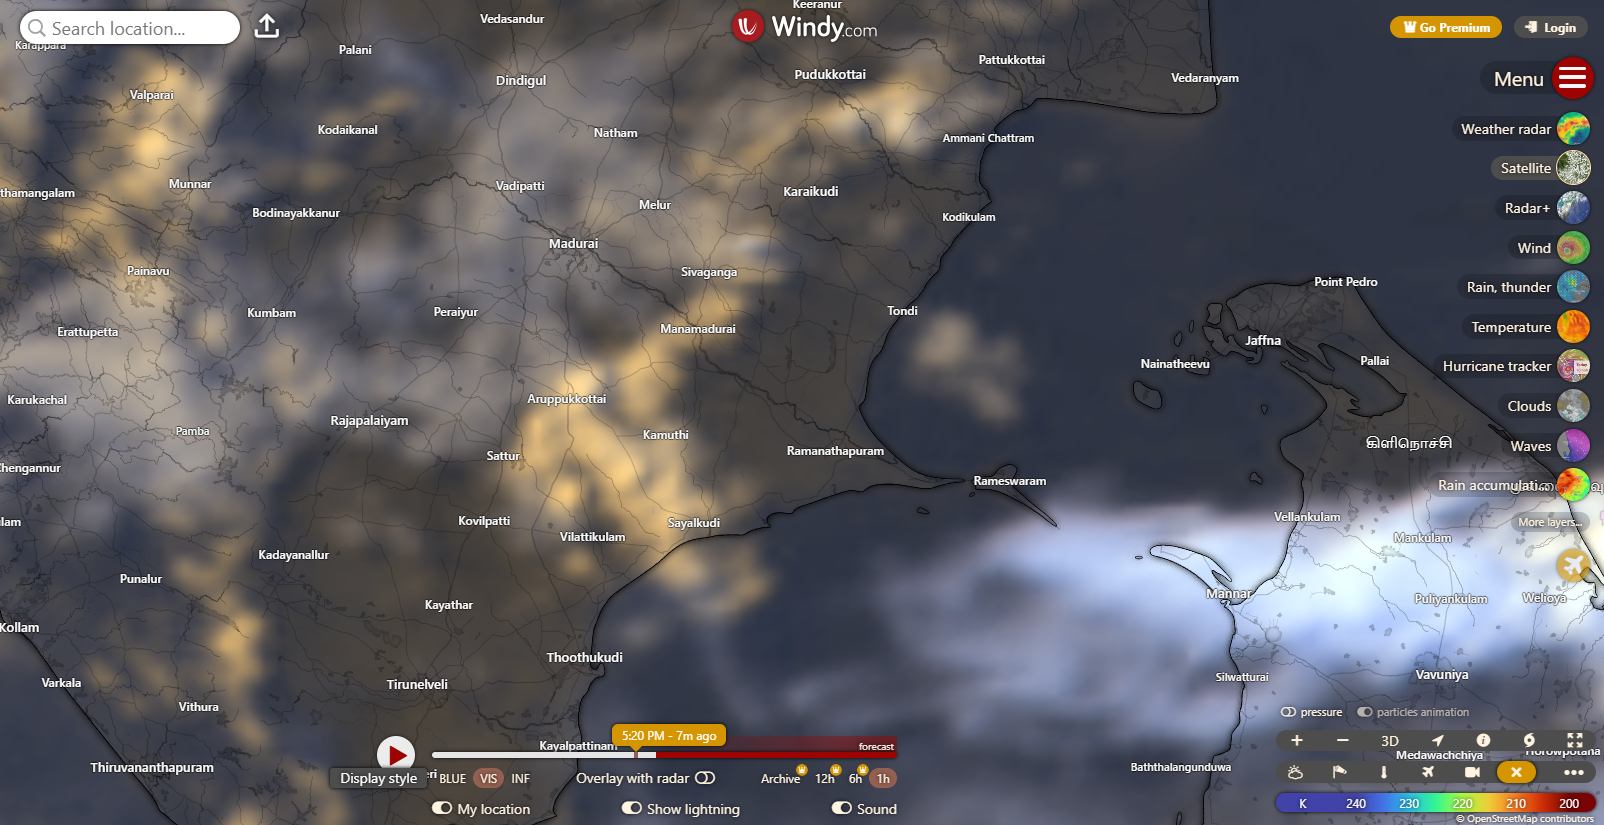 Search location...
Windy.com
Go Premium
Login
Menu
Weather radar
Satellite
Radar+
Wind
Rain, thunder
Temperature
Hurricane tracker
Clouds
Waves
Rain accumulati...
More layers...
Keeranur
Vedasandur
Karappara
Palani
Pattukkottai
Pudukkottai
Vedaranyam
Dindigul
Valparai
Kodaikanal
Natham
Ammani Chattram
Munnar
Vadipatti
thamangalam
Karaikudi
Melur
Bodinayakkanur
Kodikulam
Madurai
Painavu
Sivaganga
Point Pedro
Kumbam
Peraiyur
Tondi
Erattupetta
Manamadurai
Jaffna
Nainatheevu
Pallai
Karukachal
Aruppukkottai
Rajapalaiyam
Pamba
Kamuthi
கிளிநொச்சி
Ramanathapuram
Sattur
Chengannur
Rameswaram
Vellankulam
Kovilpatti
Sayalkudi
Vilattikulam
Mankulam
Kadayanallur
Punalur
Mannar
Puliyankulam
Welioya
Kayathar
Kollam
Thoothukudi
Silwatturai
Vavuniya
Varkala
Tirunelveli
Vithura
Kayalpattinam
Thiruvananthapuram
Baththalangunduwa
Medawachchiya
Horowpotana
5:20 PM - 7m ago
forecast
Display style
BLUE
VIS
INF
Overlay with radar
Archive
12h
6h
1h
My location
Show lightning
Sound
pressure
particles animation
+
−
3D
K
240
230
220
210
200
© OpenStreetMap contributors